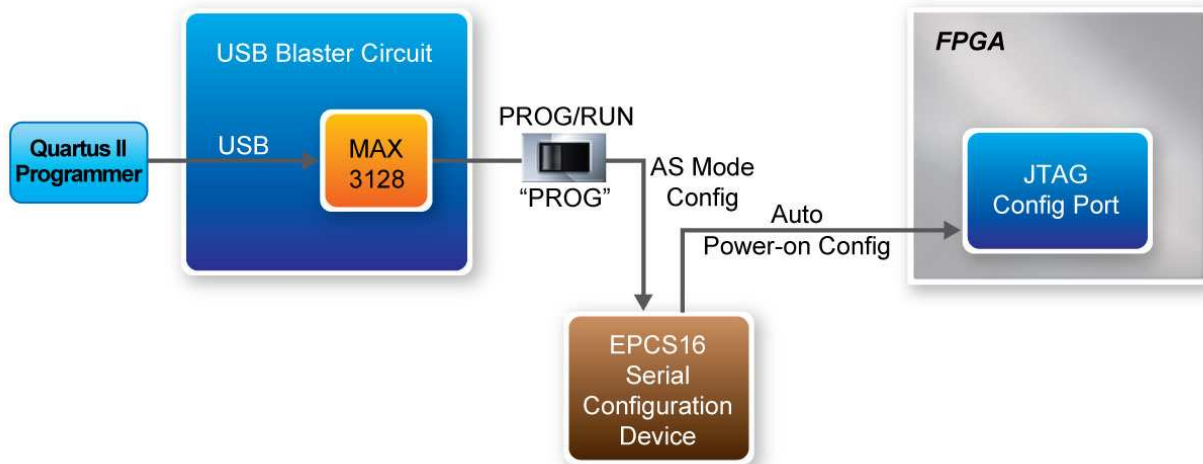 USB Blaster Circuit
FPGA
Quartus II
Programmer
USB
MAX
3128
PROG/RUN
“PROG”
AS Mode
Config
Auto
Power-on Config
JTAG
Config Port
EPCS16
Serial
Configuration
Device